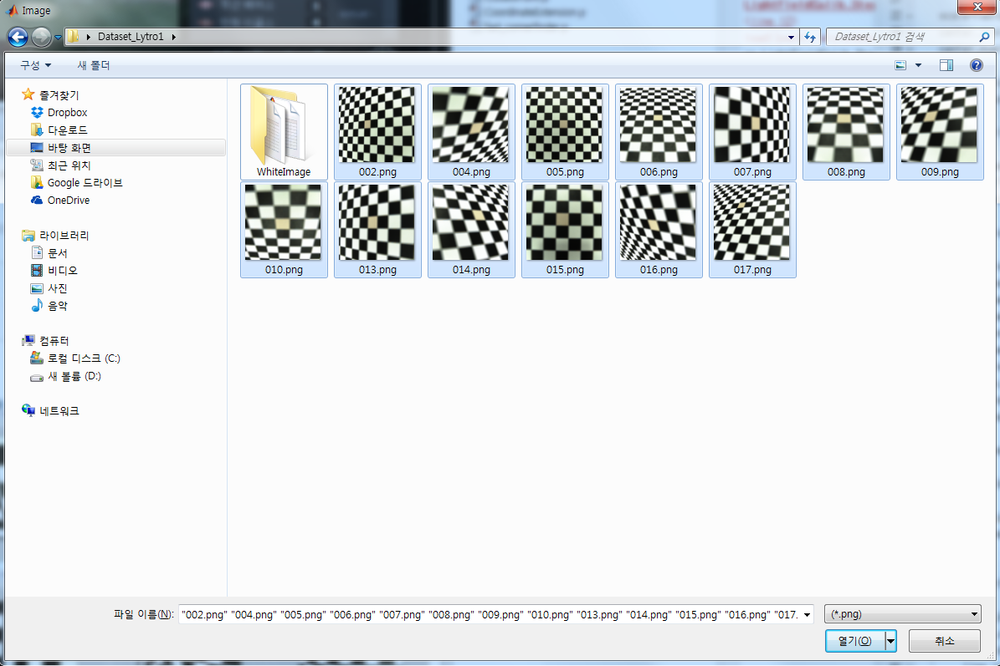 Image
Dataset_Lytro1
Dataset_Lytro1 검색
구성
새 폴더
즐겨찾기
Dropbox
다운로드
바탕 화면
최근 위치
Google 드라이브
OneDrive
라이브러리
문서
비디오
사진
음악
컴퓨터
로컬 디스크 (C:)
새 볼륨 (D:)
네트워크
WhiteImage
002.png
004.png
005.png
006.png
007.png
008.png
009.png
010.png
013.png
014.png
015.png
016.png
017.png
파일 이름(N):
"002.png" "004.png" "005.png" "006.png" "007.png" "008.png" "009.png" "010.png" "013.png" "014.png" "015.png" "016.png" "017.
(*.png)
열기(O)
취소